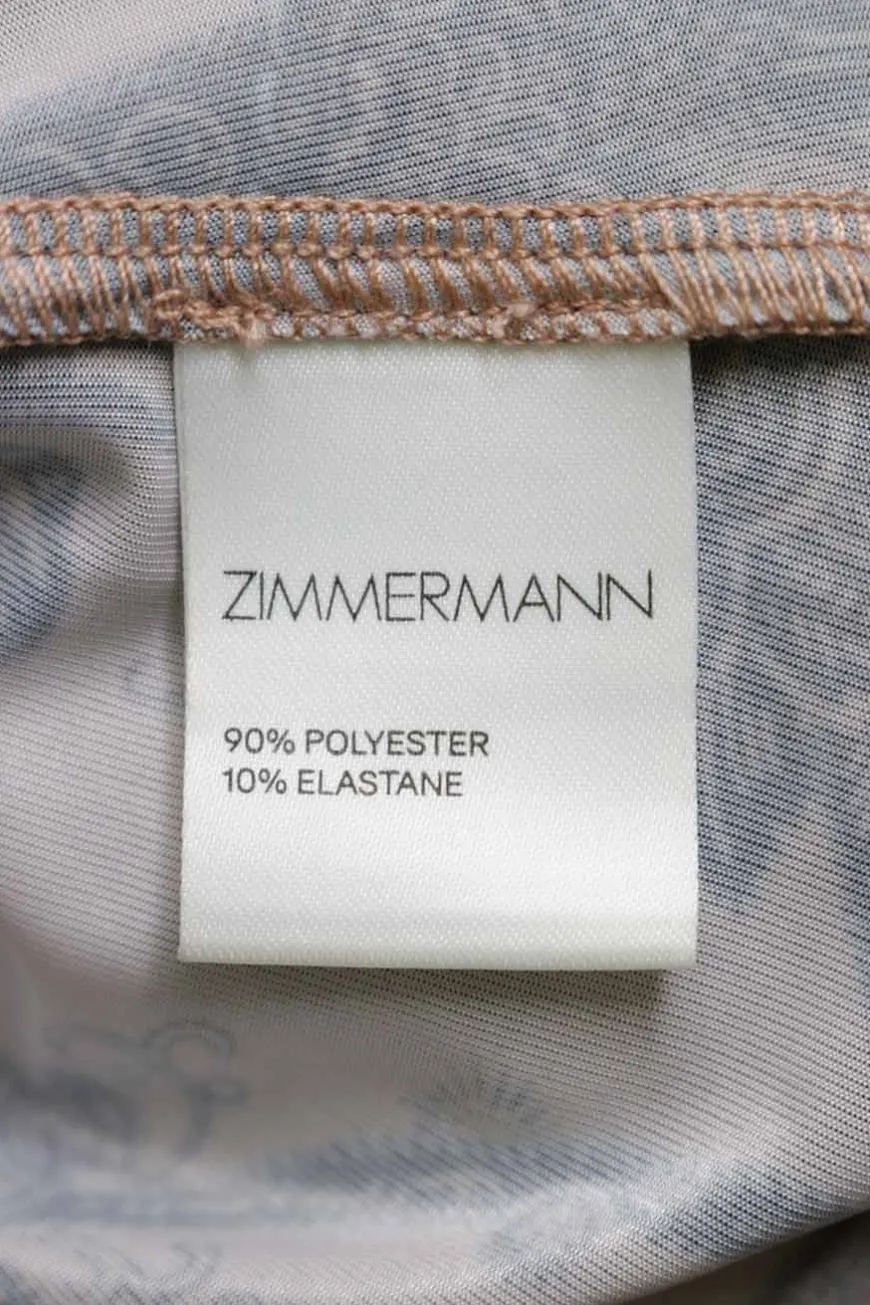 ZIMMERMANN
90% POLYESTER
10% ELASTANE